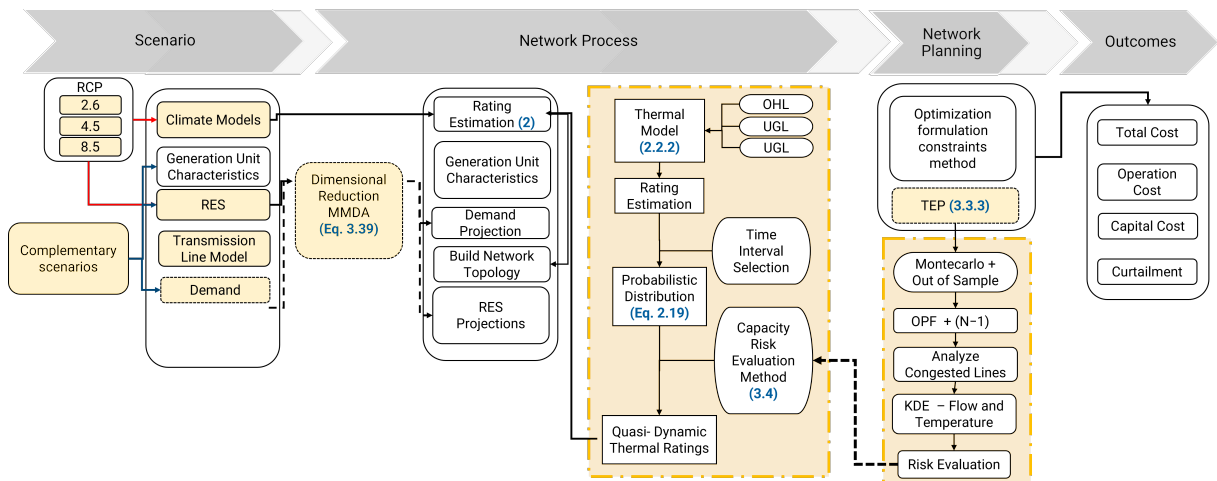 Scenario
Network Process
Network
Planning
Outcomes
RCP
2.6
4.5
8.5
Complementary
scenarios
Climate Models
Generation Unit
Characteristics
RES
Transmission
Line Model
Demand
Dimensional
Reduction
MMDA
(Eq. 3.39)
Rating
Estimation (2)
Generation Unit
Characteristics
Demand
Projection
Build Network
Topology
RES
Projections
Thermal
Model
(2.2.2)
OHL
UGL
UGL
Rating
Estimation
Time
Interval
Selection
Probabilistic
Distribution
(Eq. 2.19)
Capacity
Risk
Evaluation
Method
(3.4)
Quasi- Dynamic
Thermal Ratings
Optimization
formulation
constraints
method
TEP (3.3.3)
Montecarlo +
Out of Sample
OPF + (N−1)
Analyze
Congested Lines
KDE – Flow and
Temperature
Risk Evaluation
Total Cost
Operation
Cost
Capital Cost
Curtailment